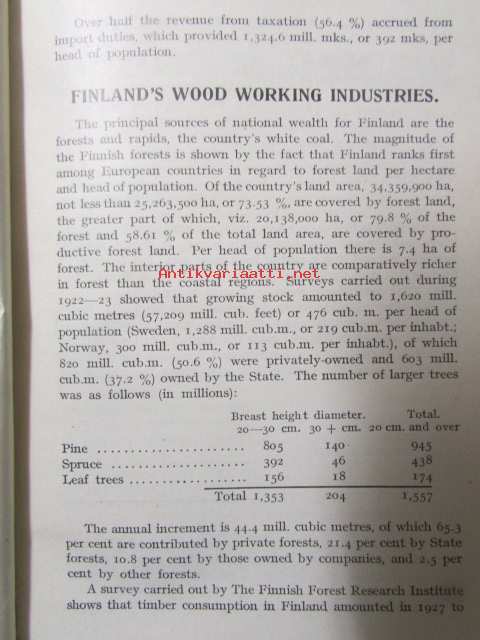 Over half the revenue from taxation (56.4 %) accrued from
import duties, which provided 1,324.6 mill. mks., or 392 mks, per
head of population.
FINLAND'S WOOD WORKING INDUSTRIES.
The principal sources of national wealth for Finland are the
forests and rapids, the country's white coal. The magnitude of
the Finnish forests is shown by the fact that Finland ranks first
among European countries in regard to forest land per hectare
and head of population. Of the country's land area, 34,359,900 ha,
not less than 25,263,500 ha, or 73.53 %, are covered by forest land,
the greater part of which, viz. 20,138,000 ha, or 79.8 % of the
forest and 58.61 % of the total land area, are covered by pro-
ductive forest land. Per head of population there is 7.4 ha of
forest. The interior parts of the country are comparatively richer
Antikvariaatti.net
in forest than the coastal regions. Surveys carried out during
1922—23 showed that growing stock amounted to 1,620 mill.
cubic metres (57,209 mill. cub. feet) or 476 cub. m. per head of
population (Sweden, 1,288 mill. cub.m., or 219 cub.m. per inhabt.;
Norway, 300 mill. cub.m., or 113 cub.m. per inhabt.), of which
820 mill. cub.m. (50.6 %) were privately-owned and 603 mill.
cub.m. (37.2 %) owned by the State. The number of larger trees
was as follows (in millions):
Breast height diameter. Total.
20—30 cm. 30 + cm. 20 cm. and over
Pine ...................... 805 140 945
Spruce .................... 392 46 438
Leaf trees .................. 156 18 174
Total 1,353 204 1,557
The annual increment is 44.4 mill. cubic metres, of which 65.3
per cent are contributed by private forests, 21.4 per cent by State
forests, 10.8 per cent by those owned by companies, and 2.5 per
cent by other forests.
A survey carried out by The Finnish Forest Research Institute
shows that timber consumption in Finland amounted in 1927 to